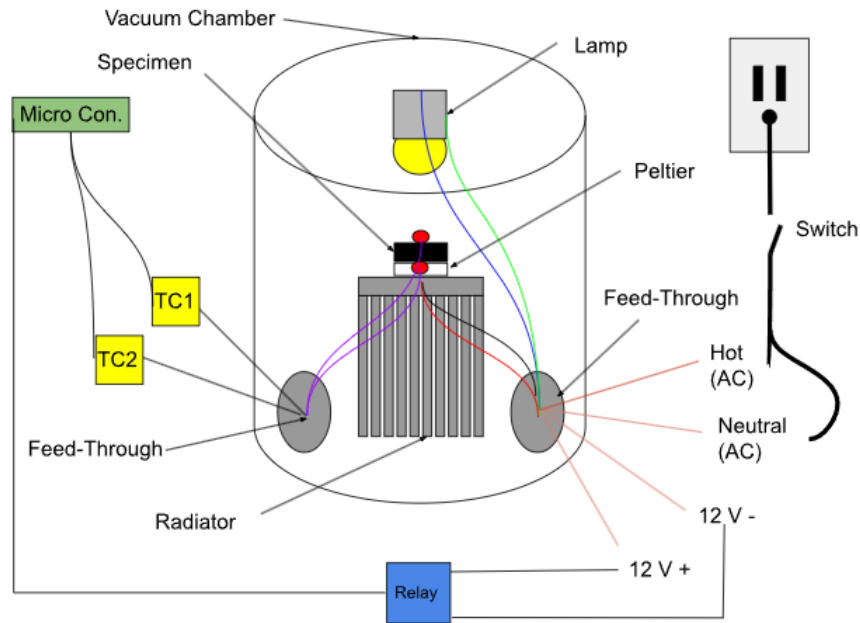 Vacuum Chamber
Lamp
Specimen
Micro Con.
Peltier
Switch
TC1
Feed-Through
TC2
Hot
(AC)
Neutral
(AC)
Feed-Through
Radiator
12 V -
12 V +
Relay